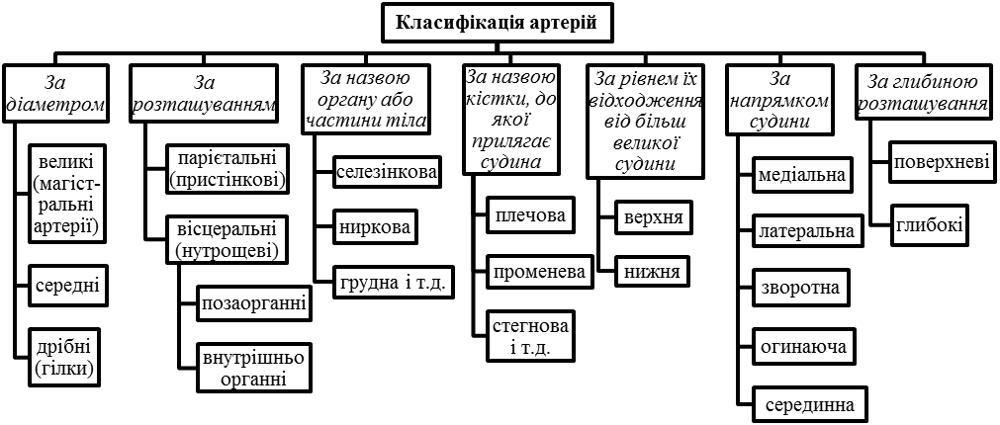 Класифікація артерій
За
діаметром
великі
(магіст-
ральні
артерії)
середні
дрібні
(гілки)
За
розташуванням
парієтальні
(пристінкові)
вісцеральні
(нутрощеві)
позаорганні
внутрішньо
органні
За назвою
органу або
частини тіла
селезінкова
ниркова
грудна і т.д.
За назвою
кістки, до
якої
прилягає
судина
плечова
променева
стегнова
і т.д.
За рівнем їх
відходження
від більш
великої
судини
верхня
нижня
За
напрямком
судини
медіальна
латеральна
зворотна
огинаюча
серединна
За глибиною
розташування
поверхневі
глибокі